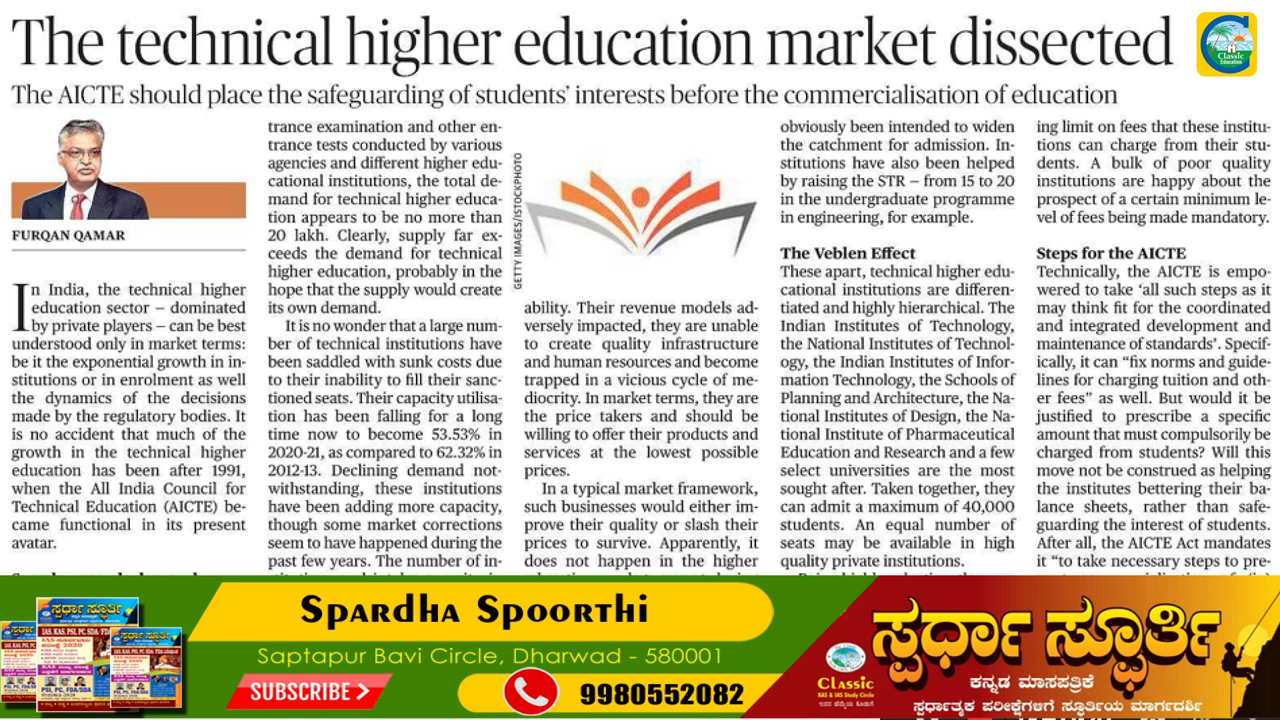 The technical higher education market dissected
Classic
Education
The AICTE should place the safeguarding of students' interests before the commercialisation of education
FURQAN QAMAR
In India, the technical higher
education sector – dominated
by private players – can be best
understood only in market terms:
be it the exponential growth in in-
stitutions or in enrolment as well
the dynamics of the decisions
made by the regulatory bodies. It
is no accident that much of the
growth in the technical higher
education has been after 1991,
when the All India Council for
Technical Education (AICTE) be-
came functional in its present
avatar.
trance examination and other en-
trance tests conducted by various
agencies and different higher edu-
cational institutions, the total de-
mand for technical higher educa-
tion appears to be no more than
20 lakh. Clearly, supply far ex-
ceeds the demand for technical
higher education, probably in the
hope that the supply would create
its own demand.
It is no wonder that a large num-
ber of technical institutions have
been saddled with sunk costs due
to their inability to fill their sanc-
tioned seats. Their capacity utilisa-
tion has been falling for a long
time now to become 53.53% in
2020-21, as compared to 62.32% in
2012-13. Declining demand not-
withstanding, these institutions
have been adding more capacity,
though some market corrections
seem to have happened during the
past few years. The number of in-
GETTY IMAGES/ISTOCKPHOTO
ability. Their revenue models ad-
versely impacted, they are unable
to create quality infrastructure
and human resources and become
trapped in a vicious cycle of me-
diocrity. In market terms, they are
the price takers and should be
willing to offer their products and
services at the lowest possible
prices.
In a typical market framework,
such businesses would either im-
prove their quality or slash their
prices to survive. Apparently, it
does not happen in the higher
obviously been intended to widen
the catchment for admission. In-
stitutions have also been helped
by raising the STR – from 15 to 20
in the undergraduate programme
in engineering, for example.
The Veblen Effect
These apart, technical higher edu-
cational institutions are differen-
tiated and highly hierarchical. The
Indian Institutes of Technology,
the National Institutes of Technol-
ogy, the Indian Institutes of Infor-
mation Technology, the Schools of
Planning and Architecture, the Na-
tional Institutes of Design, the Na-
tional Institute of Pharmaceutical
Education and Research and a few
select universities are the most
sought after. Taken together, they
can admit a maximum of 40,000
students. An equal number of
seats may be available in high
quality private institutions.
ing limit on fees that these institu-
tions can charge from their stu-
dents. A bulk of poor quality
institutions are happy about the
prospect of a certain mininum le-
vel of fees being made mandatory.
Steps for the AICTE
Technically, the AICTE is empo-
wered to take 'all such steps as it
may think fit for the coordinated
and integrated development and
maintenance of standards'. Specif-
ically, it can "fix norms and guide-
lines for charging tuition and oth-
er fees" as well. But would it be
justified to prescribe a specific
amount that must compulsorily be
charged from students? Will this
move not be construed as helping
the institutes bettering their ba-
lance sheets, rather than safe-
guarding the interest of students.
After all, the AICTE Act mandates
it "to take necessary steps to pre-
Spardha Spoorthi
Saptapur Bavi Circle, Dharwad - 580001
SUBSCRIBE
9980552082
ಸ್ಪರ್ಧಾ ಸ್ಫೂರ್ತಿ
Classic
KAS & IAS Study Circle
ಇವರ ಹೆಮ್ಮೆಯ ಕೊಡುಗೆ
ಕನ್ನಡ ಮಾಸಪತ್ರಿಕೆ
ಸ್ಪರ್ಧಾತ್ಮಕ ಪರೀಕ್ಷೆಗಳಿಗೆ ಸ್ಫೂರ್ತಿಯ ಮಾರ್ಗದರ್ಶಿ